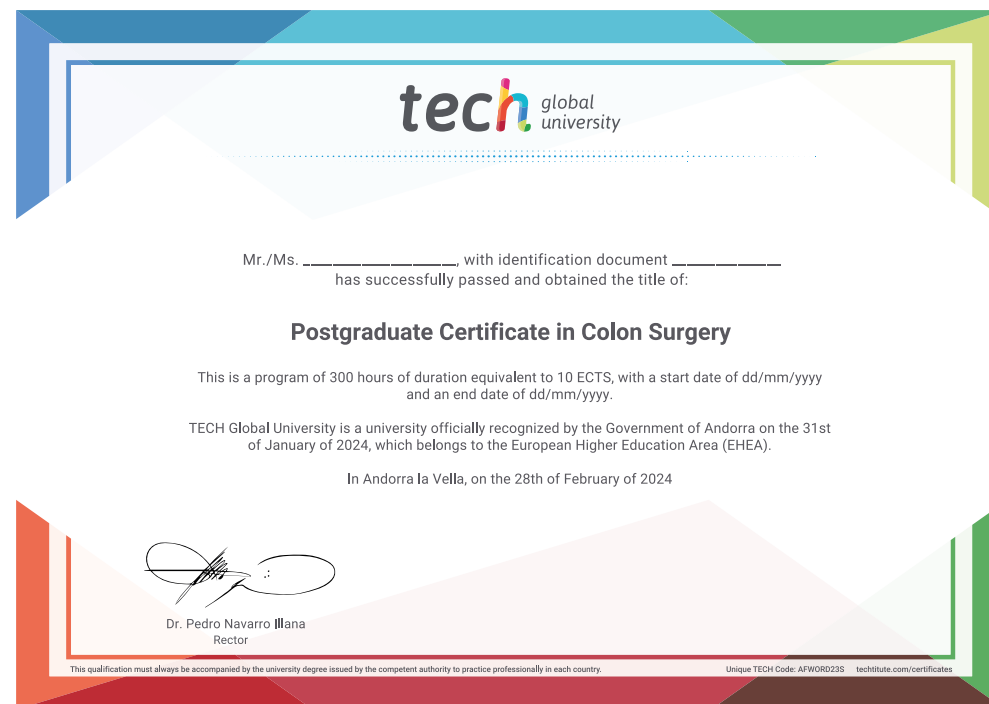 tech global
university
Mr./Ms. ____________________, with identification document ______________
has successfully passed and obtained the title of:
Postgraduate Certificate in Colon Surgery
This is a program of 300 hours of duration equivalent to 10 ECTS, with a start date of dd/mm/yyyy
and an end date of dd/mm/yyyy.
TECH Global University is a university officially recognized by the Government of Andorra on the 31st
of January of 2024, which belongs to the European Higher Education Area (EHEA).
In Andorra la Vella, on the 28th of February of 2024
Dr. Pedro Navarro Illana
Rector
This qualification must always be accompanied by the university degree issued by the competent authority to practice professionally in each country.
Unique TECH Code: AFWORD23S techtitute.com/certificates